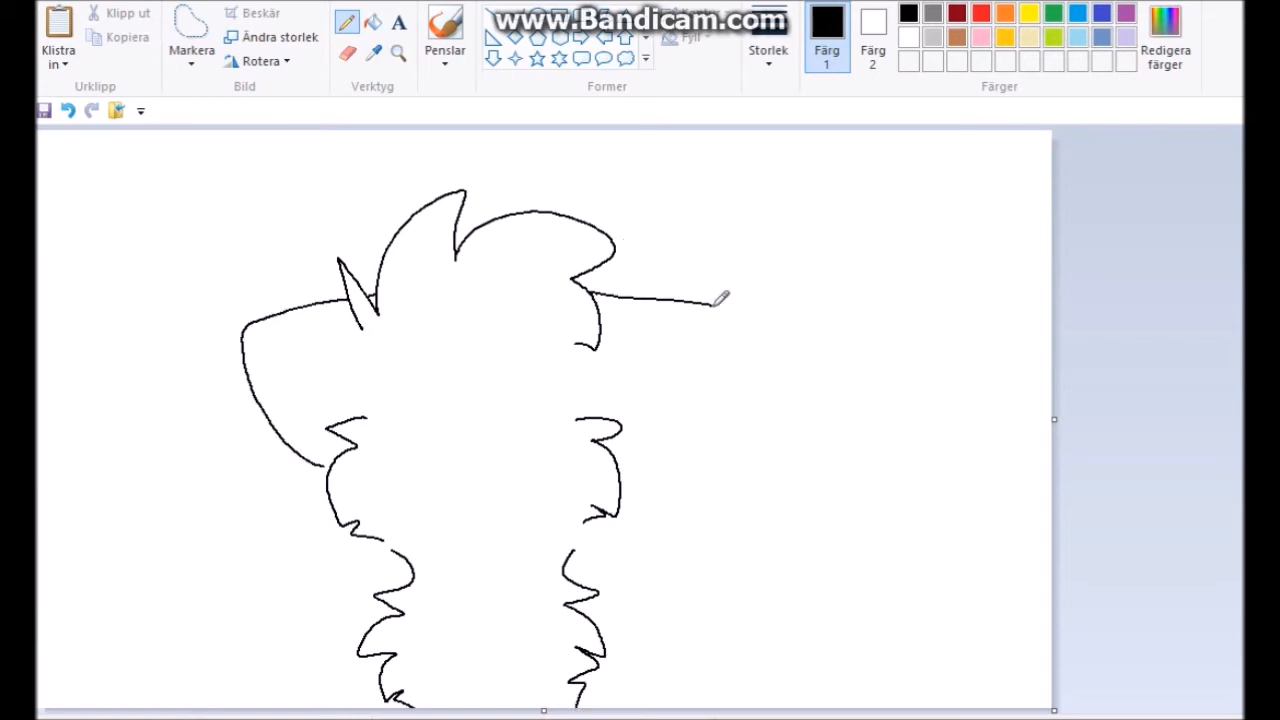 www.Bandicam.com
Klistra
in
Klipp ut
Kopiera
Urklipp
Markera
Beskär
Ändra storlek
Rotera
Bild
A
Verktyg
Penslar
Fyll
Former
Storlek
Färg
1
Färg
2
Redigera
färger
Färger